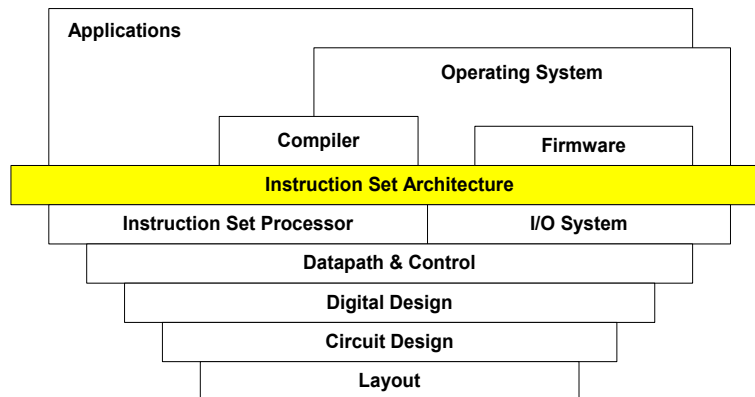 Applications
Operating System
Compiler
Firmware
Instruction Set Architecture
Instruction Set Processor
I/O System
Datapath & Control
Digital Design
Circuit Design
Layout